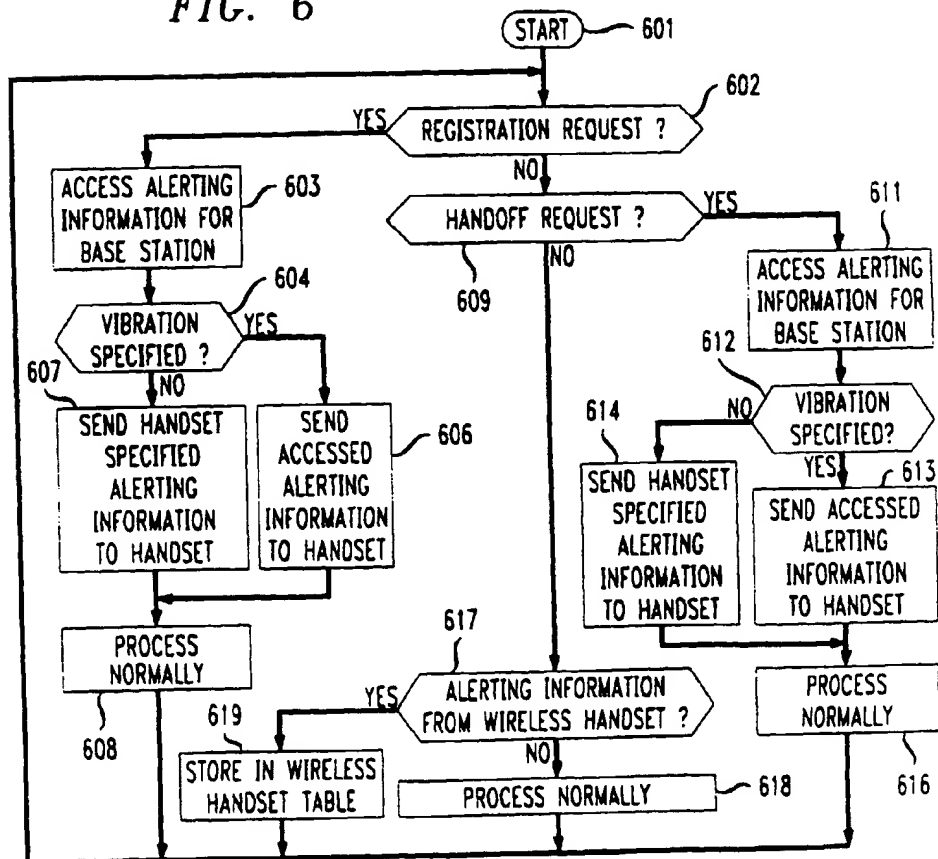 FIG. 6
START
601
602
REGISTRATION REQUEST ?
YES
NO
ACCESS ALERTING
INFORMATION FOR
BASE STATION
603
HANDOFF REQUEST ?
YES
NO
609
611
ACCESS ALERTING
INFORMATION FOR
BASE STATION
604
VIBRATION
SPECIFIED ?
YES
NO
607
SEND HANDSET
SPECIFIED
ALERTING
INFORMATION
TO HANDSET
SEND
ACCESSED
ALERTING
INFORMATION
TO HANDSET
606
612
VIBRATION
SPECIFIED?
NO
YES
614
SEND HANDSET
SPECIFIED
ALERTING
INFORMATION
TO HANDSET
613
SEND ACCESSED
ALERTING
INFORMATION
TO HANDSET
PROCESS
NORMALLY
608
617
ALERTING INFORMATION
FROM WIRELESS HANDSET ?
YES
NO
619
STORE IN WIRELESS
HANDSET TABLE
PROCESS NORMALLY
618
PROCESS
NORMALLY
616